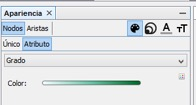 Apariencia
Nodos Aristas
Único Atributo
Grado
Color: